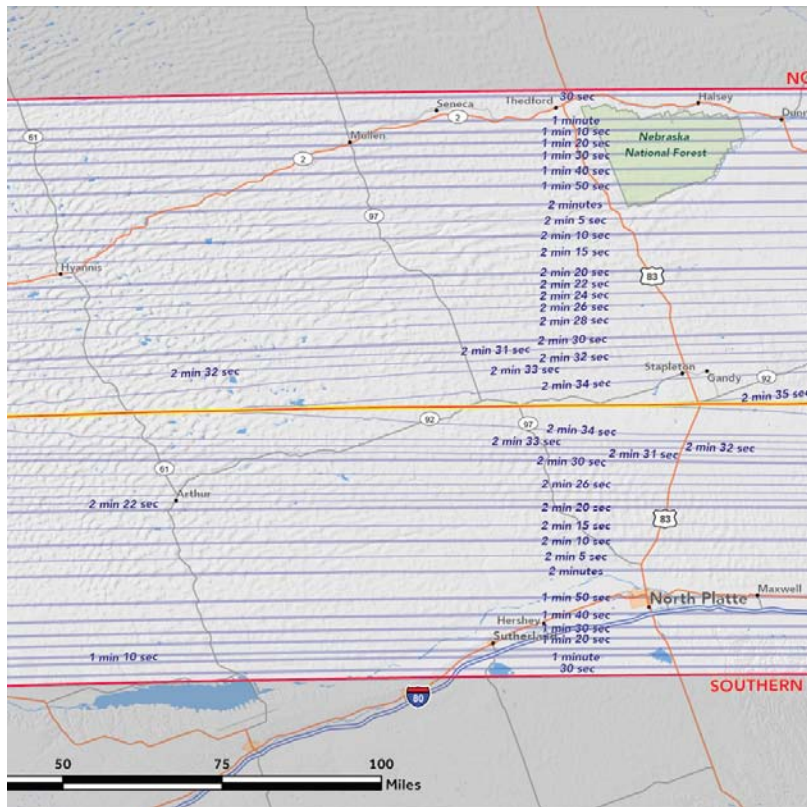 NO
30 sec
Seneca
Thedford
Halsey
2
1 minute
Dunn
61
Mullen
1 min 10 sec
Nebraska
National Forest
1 min 20 sec
2
1 min 30 sec
1 min 40 sec
1 min 50 sec
2 minutes
97
2 min 5 sec
2 min 10 sec
2 min 15 sec
Hyannis
2 min 20 sec
83
2 min 22 sec
2 min 24 sec
2 min 26 sec
2 min 28 sec
2 min 30 sec
2 min 31 sec
2 min 32 sec
2 min 32 sec
2 min 33 sec
Stapleton
Gandy
92
2 min 34 sec
2 min 35 sec
92
97
2 min 34 sec
2 min 33 sec
2 min 32 sec
2 min 31 sec
2 min 30 sec
61
2 min 26 sec
Arthur
2 min 22 sec
2 min 20 sec
83
2 min 15 sec
2 min 10 sec
2 min 5 sec
2 minutes
Maxwell
1 min 50 sec
North Platte
1 min 40 sec
Hershey
1 min 30 sec
Sutherland
1 min 20 sec
1 min 10 sec
1 minute
30 sec
SOUTHERN
80
50
75
100
Miles